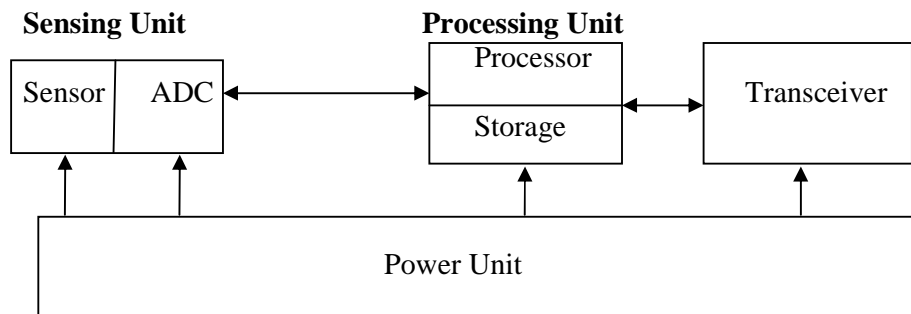 Sensing Unit
Processing Unit
Sensor
ADC
Processor
Storage
Transceiver
Power Unit